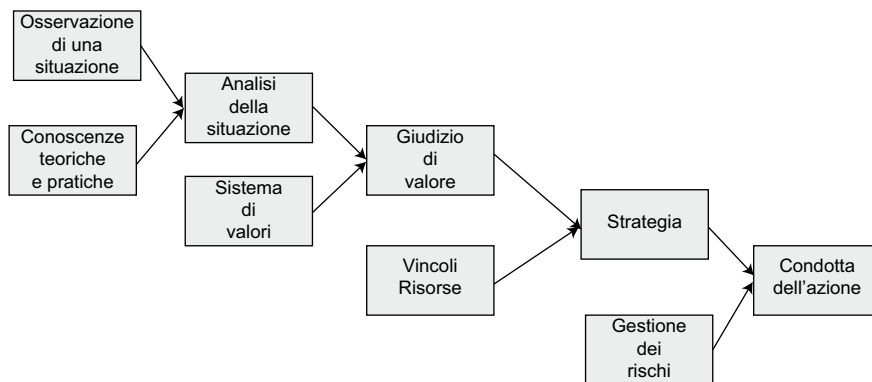 Osservazione
di una
situazione
Conoscenze
teoriche
e pratiche
Analisi
della
situazione
Sistema
di
valori
Giudizio
di
valore
Vincoli
Risorse
Strategia
Gestione
dei
rischi
Condotta
dell'azione